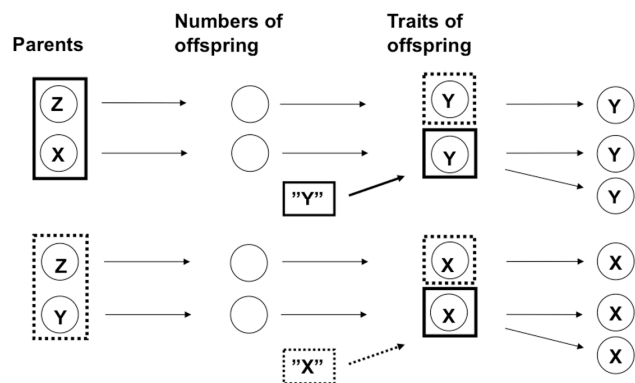 Parents
Numbers of
offspring
Traits of
offspring
Z
Y
Y
X
Y
Y
"Y"
Y
Z
X
X
Y
X
X
"X"
X